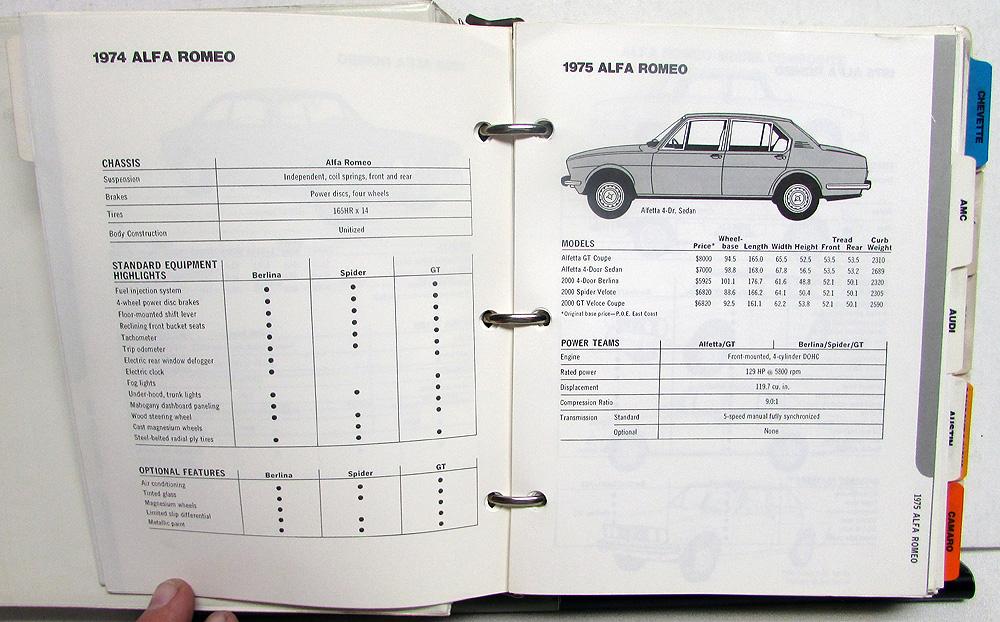 1974 ALFA ROMEO
CHASSIS Alfa Romeo
Suspension Independent, coil springs, front and rear
Brakes Power discs, four wheels
Tires 165HR x 14
Body Construction Unitized
STANDARD EQUIPMENT
HIGHLIGHTS Berlina Spider GT
Fuel injection system • • •
4-wheel power disc brakes • • •
Floor-mounted shift lever • • •
Reclining front bucket seats • • •
Tachometer • • •
Trip odometer • • •
Electric rear window defogger •
Electric clock •
Fog lights •
Under-hood, trunk lights • • •
Mahogany dashboard paneling •
Wood steering wheel • •
Cast magnesium wheels •
Steel-belted radial ply tires • • •
OPTIONAL FEATURES Berlina Spider GT
Air conditioning • • •
Tinted glass • • •
Magnesium wheels •
Limited slip differential • •
Metallic paint • • •
1975 ALFA ROMEO
Alfetta 4-Dr. Sedan
MODELS Price* Wheel-base Length Width Height Tread Front Rear Curb Weight
Alfetta GT Coupe $8000 94.5 165.0 65.5 52.5 53.5 53.5 2310
Alfetta 4-Door Sedan $7000 98.8 168.0 67.8 56.5 53.5 53.2 2689
2000 4-Door Berlina $5925 101.1 176.7 61.6 48.8 52.1 50.1 2320
2000 Spider Veloce $6820 88.6 166.2 64.1 50.4 52.1 50.1 2305
2000 GT Veloce Coupe $6820 92.5 161.1 62.2 53.8 52.1 50.1 2590
*Original base price—P.O.E. East Coast
POWER TEAMS Alfetta/GT Berlina/Spider/GT
Engine Front-mounted, 4-cylinder DOHC
Rated power 129 HP @ 5800 rpm
Displacement 119.7 cu. in.
Compression Ratio 9.0:1
Transmission Standard 5-speed manual fully synchronized
Optional None
1975 ALFA ROMEO
CHEVETTE
AMC
AUDI
AUSTIN
CAMARO